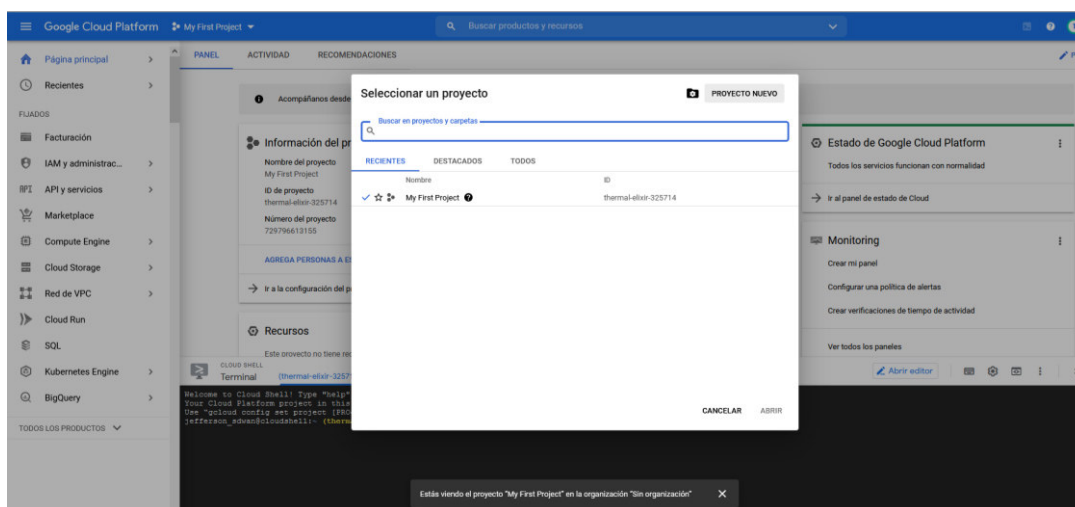 Google Cloud Platform My First Project Buscar productos y recursos
Página principal
Recientes
FIJADOS
Facturación
IAM y administrac...
API y servicios
Marketplace
Compute Engine
Cloud Storage
Red de VPC
Cloud Run
SQL
Kubernetes Engine
BigQuery
TODOS LOS PRODUCTOS
PANEL ACTIVIDAD RECOMENDACIONES
Acompáñanos desde
Información del pr
Nombre del proyecto
My First Project
ID de proyecto
thermal-elixir-325714
Número del proyecto
729796613155
AGREGA PERSONAS A E
Ir a la configuración del p
Recursos
Este proyecto no tiene rec
Seleccionar un proyecto PROYECTO NUEVO
Buscar en proyectos y carpetas
RECIENTES DESTACADOS TODOS
Nombre ID
My First Project thermal-elixir-325714
CANCELAR ABRIR
Estado de Google Cloud Platform
Todos los servicios funcionan con normalidad
Ir al panel de estado de Cloud
Monitoring
Crear mi panel
Configurar una política de alertas
Crear verificaciones de tiempo de actividad
Ver todos los paneles
CLOUD SHELL
Terminal (thermal-elixir-3257 Abrir editor
Welcome to Cloud Shell! Type "help"
Your Cloud Platform project in this
Use "gcloud config set project [PRO
jefferson_sdwan@cloudshell:~ (therm
Estás viendo el proyecto "My First Project" en la organización "Sin organización"